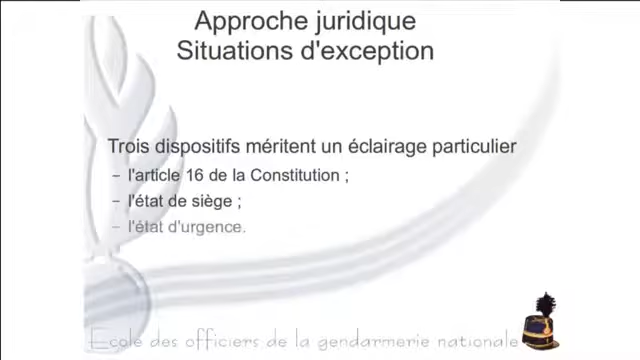 Approche juridique
Situations d'exception
Trois dispositifs méritent un éclairage particulier
– l'article 16 de la Constitution ;
– l'état de siège ;
– l'état d'urgence.
Ecole des officiers de la gendarmerie nationale